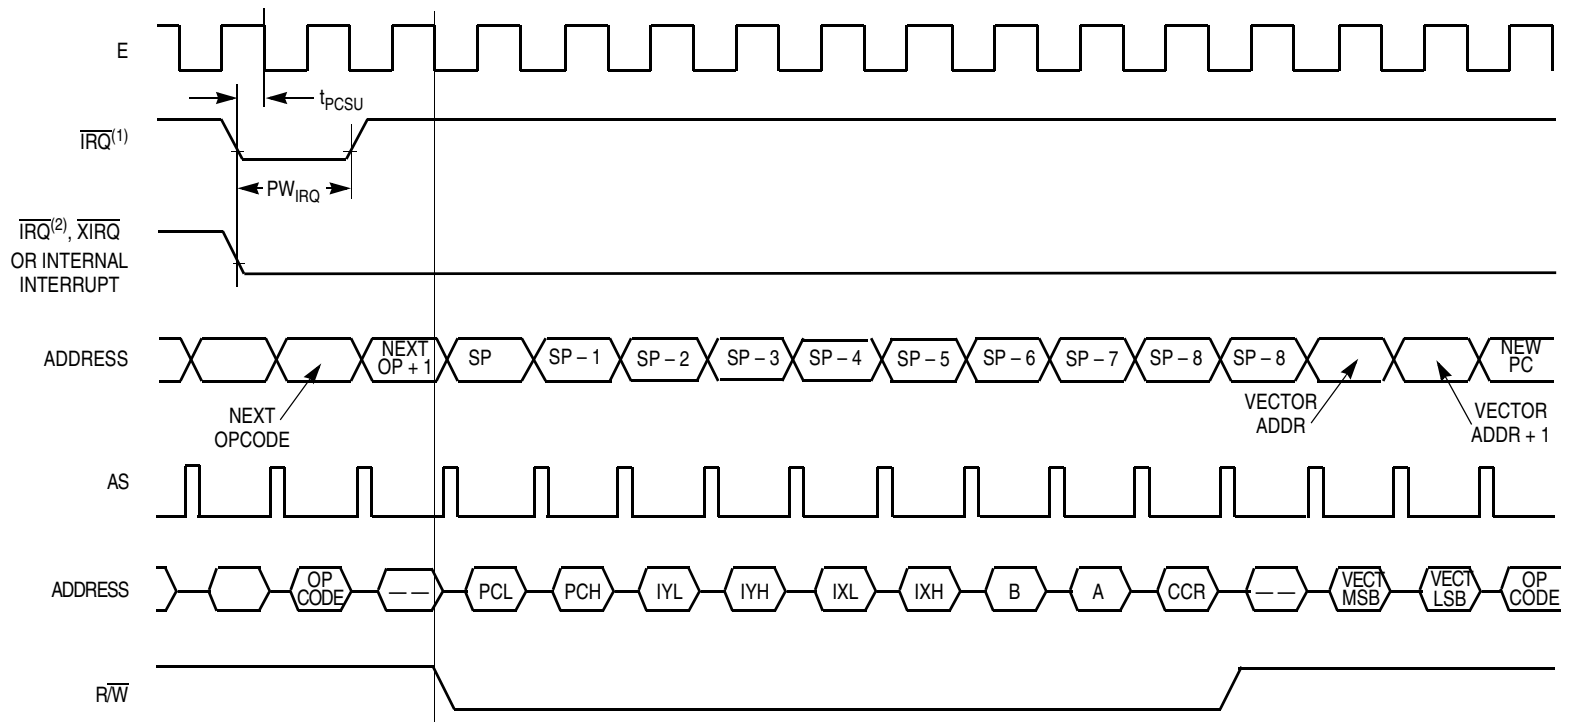 E
tPCSU
IRQ(1)
PWIRQ
IRQ(2), XIRQ
OR INTERNAL
INTERRUPT
ADDRESS
NEXT
OP + 1
SP
SP – 1
SP – 2
SP – 3
SP – 4
SP – 5
SP – 6
SP – 7
SP – 8
SP – 8
NEW
PC
NEXT
OPCODE
VECTOR
ADDR
VECTOR
ADDR + 1
AS
ADDRESS
OP
CODE
— —
PCL
PCH
IYL
IYH
IXL
IXH
B
A
CCR
— —
VECT
MSB
VECT
LSB
OP
CODE
R/W